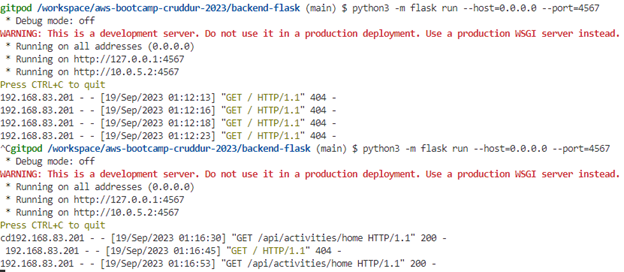 gitpod /workspace/aws-bootcamp-cruddur-2023/backend-flask (main) $ python3 -m flask run --host=0.0.0.0 --port=4567
 * Debug mode: off
WARNING: This is a development server. Do not use it in a production deployment. Use a production WSGI server instead.
 * Running on all addresses (0.0.0.0)
 * Running on http://127.0.0.1:4567
 * Running on http://10.0.5.2:4567
Press CTRL+C to quit
192.168.83.201 - - [19/Sep/2023 01:12:13] "GET / HTTP/1.1" 404 -
192.168.83.201 - - [19/Sep/2023 01:12:16] "GET / HTTP/1.1" 404 -
192.168.83.201 - - [19/Sep/2023 01:12:18] "GET / HTTP/1.1" 404 -
192.168.83.201 - - [19/Sep/2023 01:12:23] "GET / HTTP/1.1" 404 -
^Cgitpod /workspace/aws-bootcamp-cruddur-2023/backend-flask (main) $ python3 -m flask run --host=0.0.0.0 --port=4567
 * Debug mode: off
WARNING: This is a development server. Do not use it in a production deployment. Use a production WSGI server instead.
 * Running on all addresses (0.0.0.0)
 * Running on http://127.0.0.1:4567
 * Running on http://10.0.5.2:4567
Press CTRL+C to quit
cd192.168.83.201 - - [19/Sep/2023 01:16:30] "GET /api/activities/home HTTP/1.1" 200 -
 192.168.83.201 - - [19/Sep/2023 01:16:45] "GET / HTTP/1.1" 404 -
192.168.83.201 - - [19/Sep/2023 01:16:53] "GET /api/activities/home HTTP/1.1" 200 -